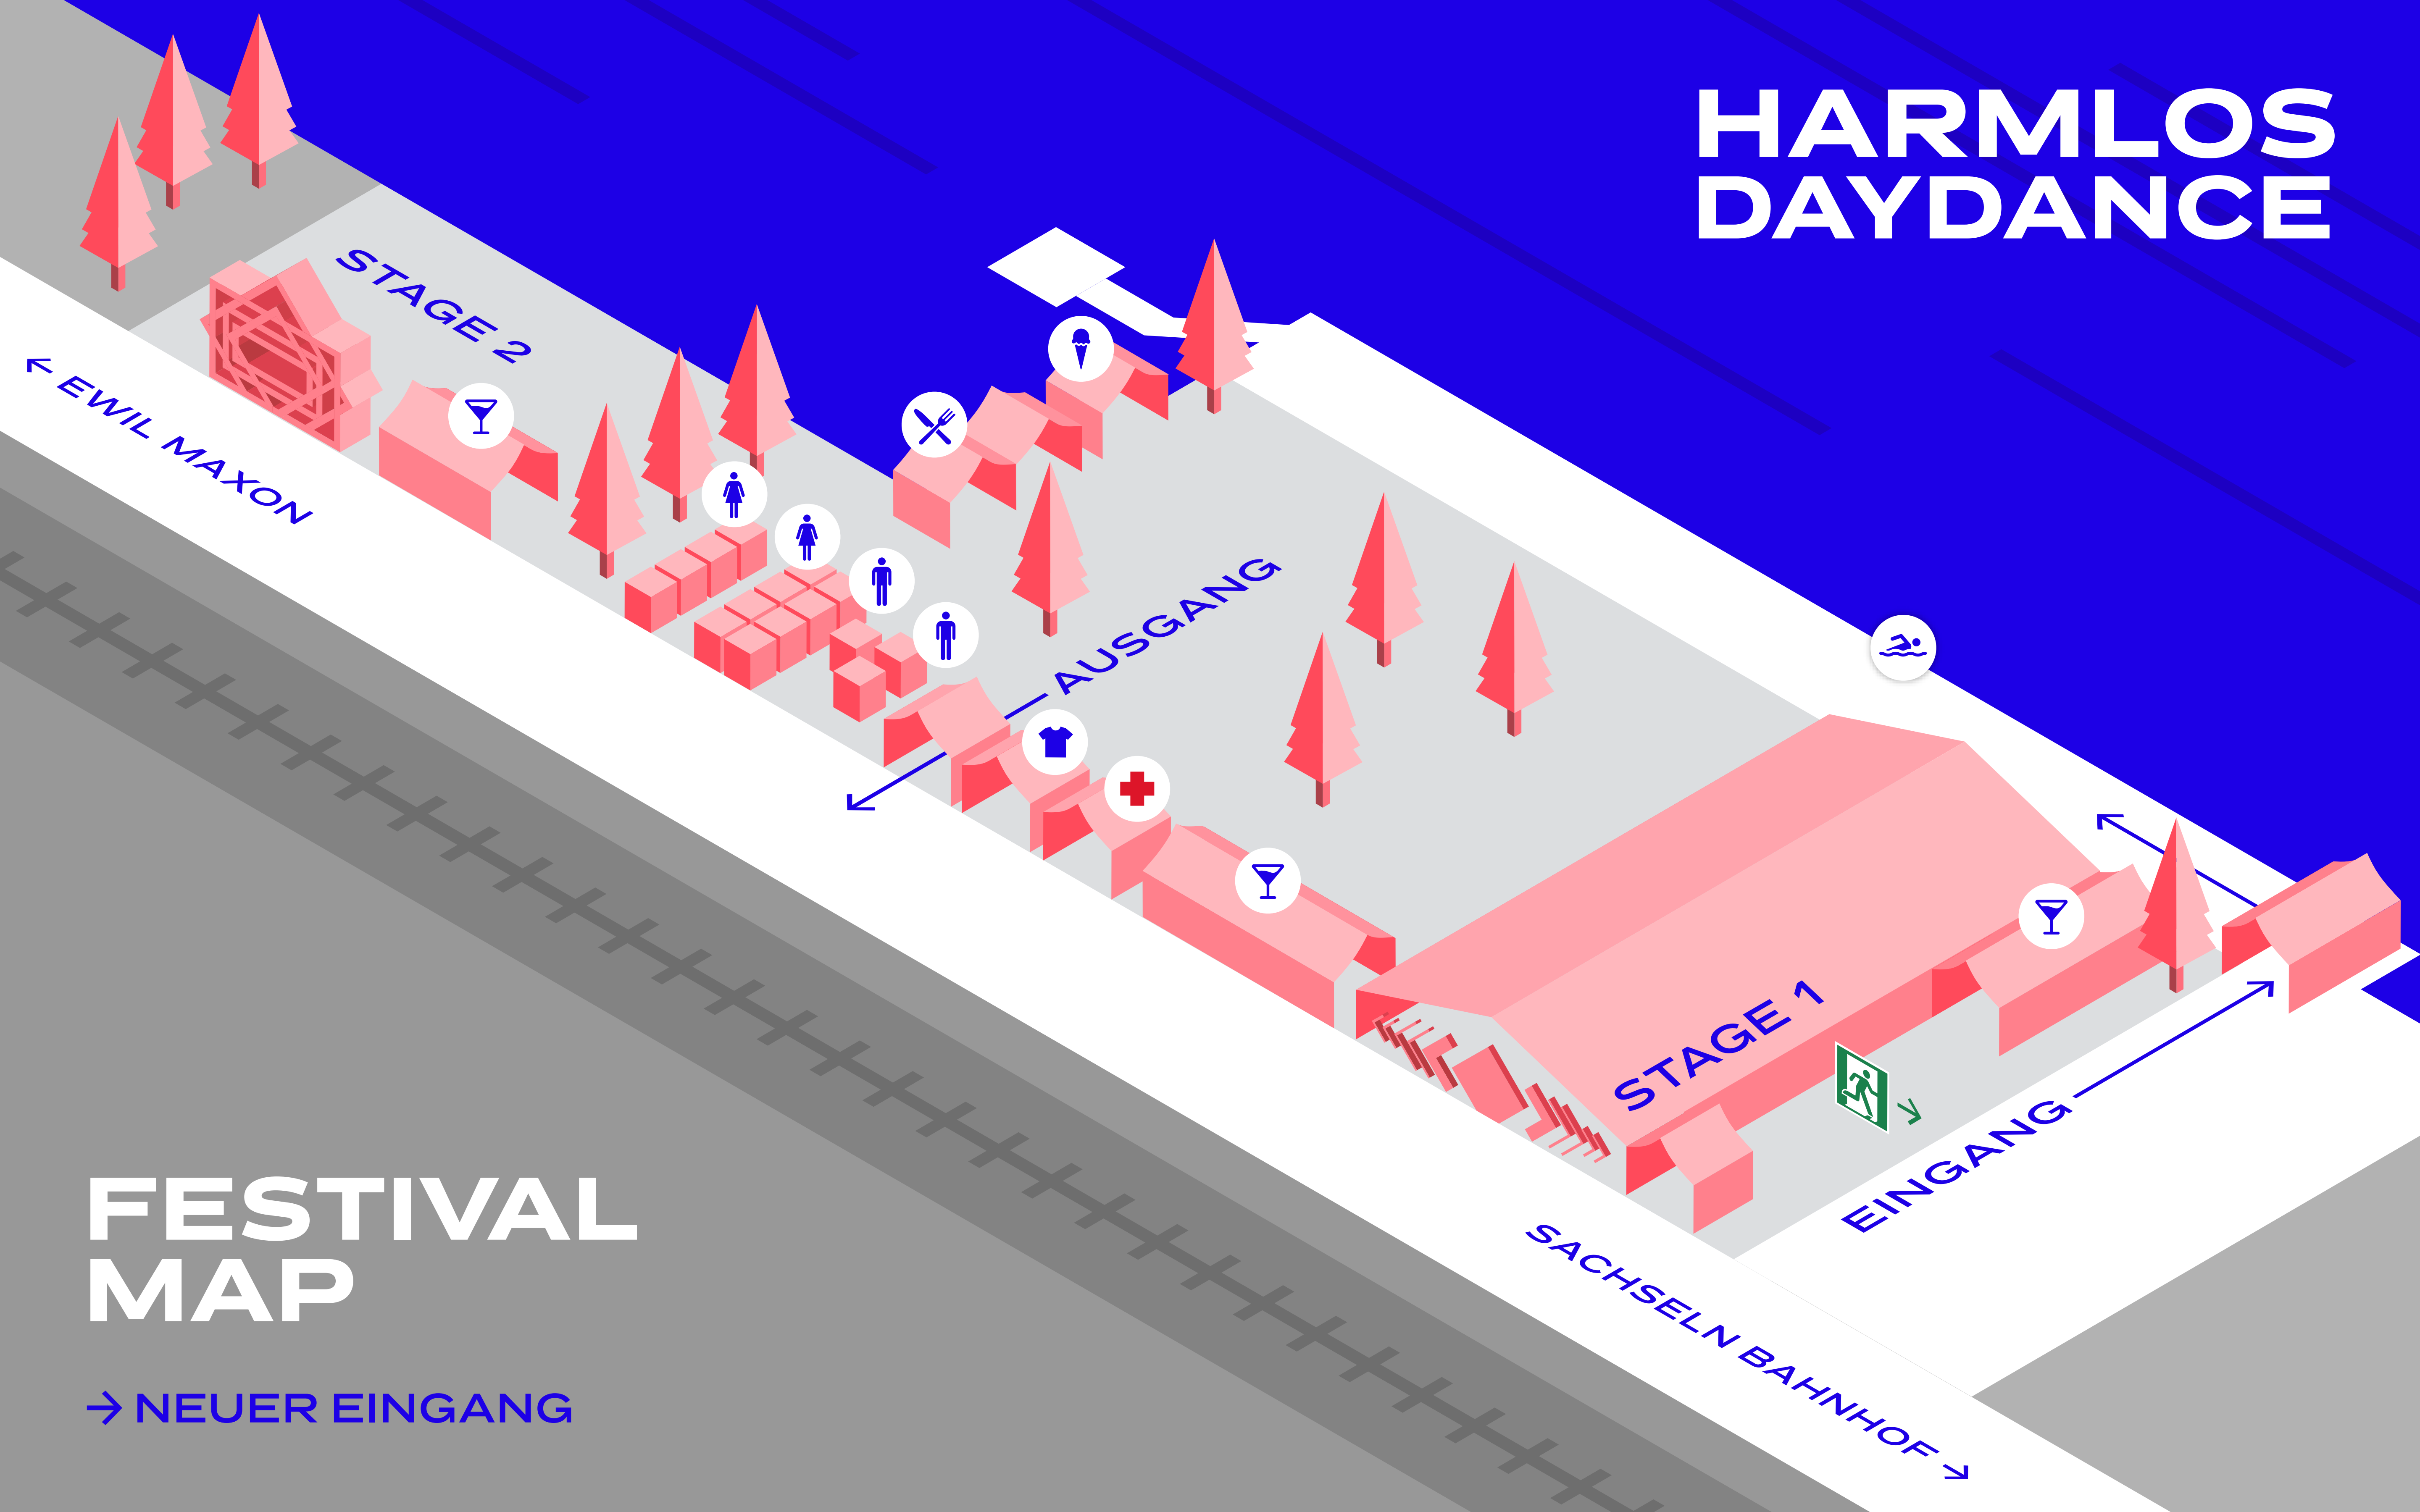 HARMLOS
DAYDANCE
STAGE 2
← EWIL MAXON
AUSGANG
STAGE 1
EINGANG
SACHSELN BAHNHOF →
FESTIVAL
MAP
→ NEUER EINGANG